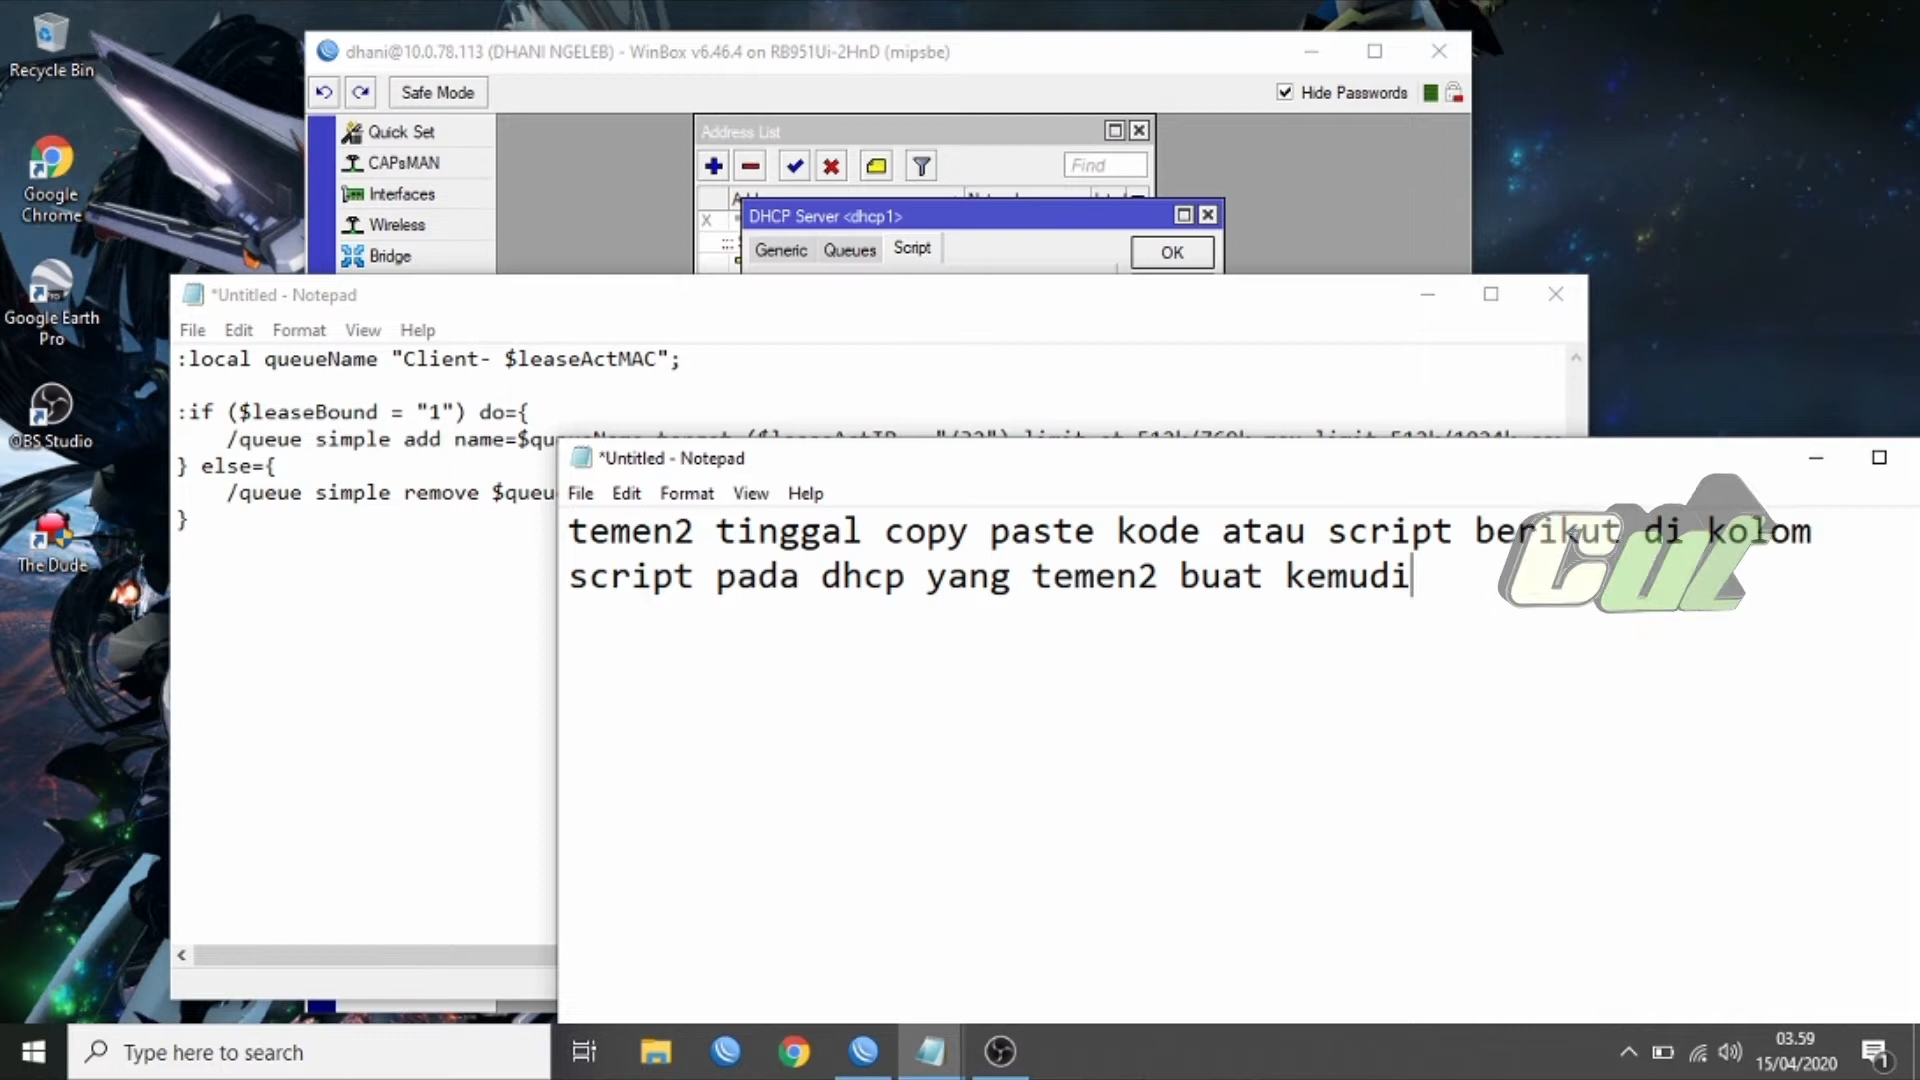 Recycle Bin
Google
Chrome
Google Earth
Pro
OBS Studio
The Dude
dhani@10.0.78.113 (DHANI NGELEB) - WinBox v6.46.4 on RB951Ui-2HnD (mipsbe)
Safe Mode
Hide Passwords
Quick Set
CAPsMAN
Interfaces
Wireless
Bridge
Address List
Find
X
DHCP Server <dhcp1>
Generic Queues Script
OK
*Untitled - Notepad
File Edit Format View Help
:local queueName "Client- $leaseActMAC";
:if ($leaseBound = "1") do={
/queue simple add name=$queueName target
} else={
/queue simple remove $queu
}
*Untitled - Notepad
File Edit Format View Help
temen2 tinggal copy paste kode atau script berikut di kolom
script pada dhcp yang temen2 buat kemudi
CUL
Type here to search
03.59
15/04/2020
1